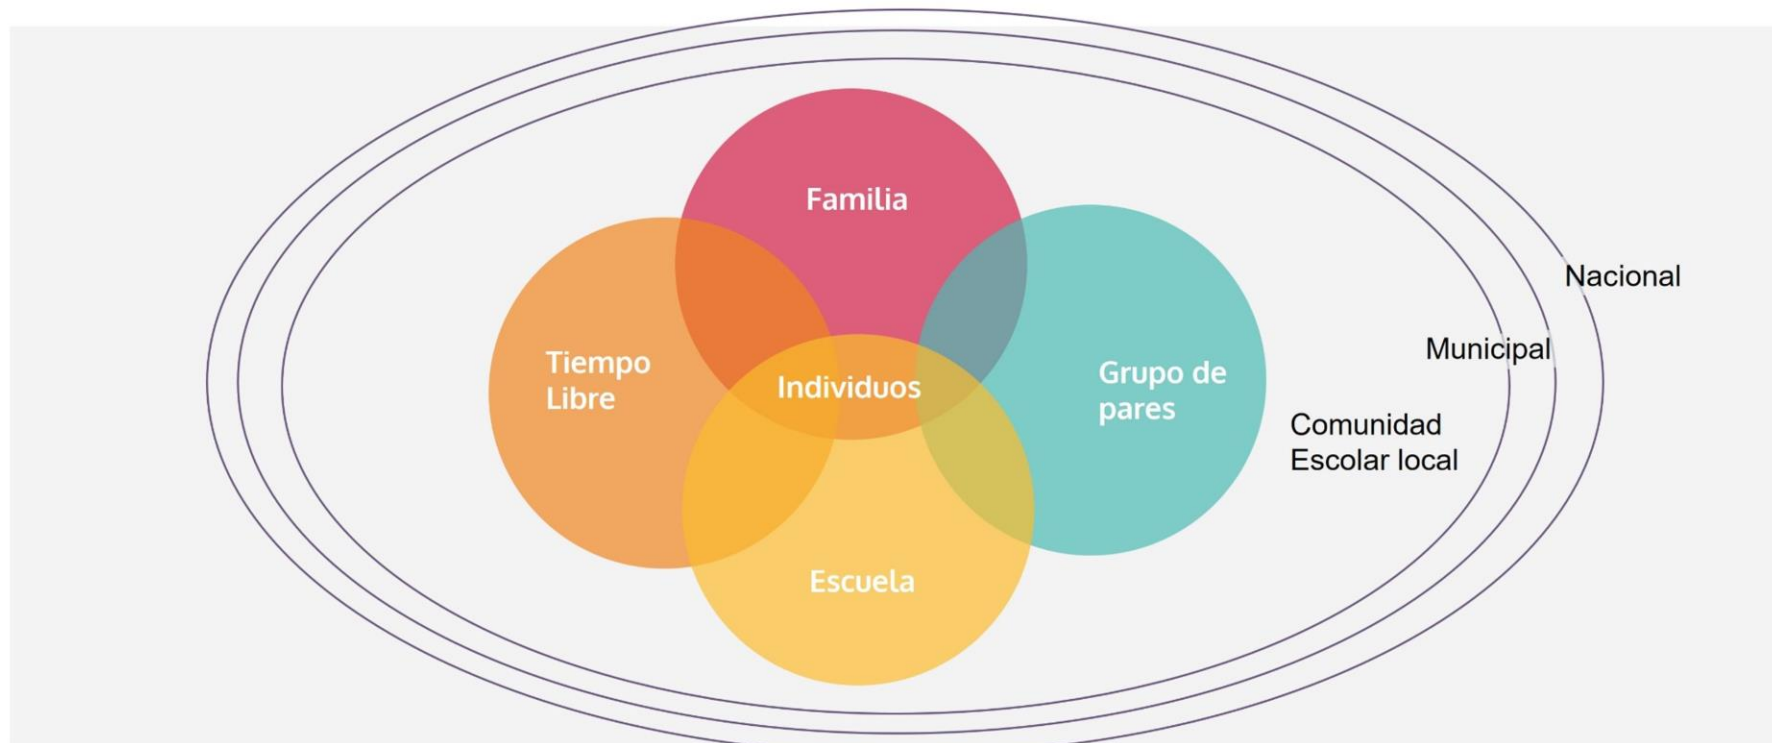 Familia
Nacional
Municipal
Tiempo
Libre
Individuos
Grupo de
pares
Comunidad
Escolar local
Escuela